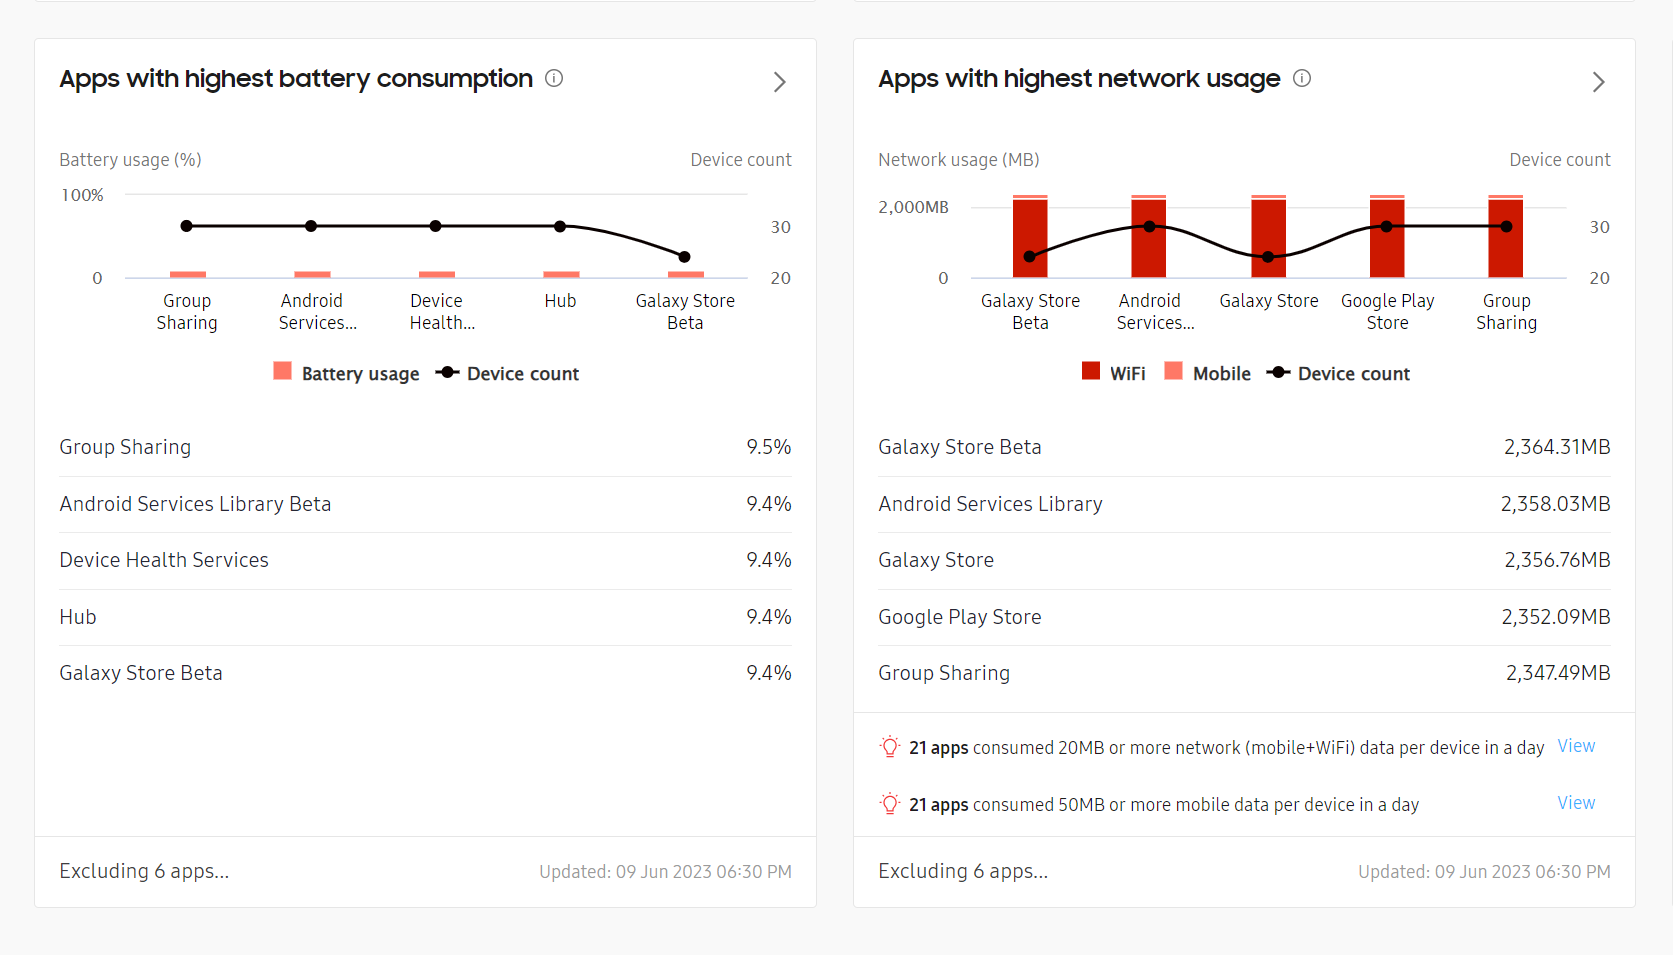 Apps with highest battery consumption
Battery usage (%) Device count
100%
30
0 20
Group Sharing
Android Services...
Device Health...
Hub
Galaxy Store Beta
Battery usage Device count
Group Sharing 9.5%
Android Services Library Beta 9.4%
Device Health Services 9.4%
Hub 9.4%
Galaxy Store Beta 9.4%
Excluding 6 apps... Updated: 09 Jun 2023 06:30 PM
Apps with highest network usage
Network usage (MB) Device count
2,000MB
30
0 20
Galaxy Store Beta
Android Services...
Galaxy Store
Google Play Store
Group Sharing
WiFi Mobile Device count
Galaxy Store Beta 2,364.31MB
Android Services Library 2,358.03MB
Galaxy Store 2,356.76MB
Google Play Store 2,352.09MB
Group Sharing 2,347.49MB
21 apps consumed 20MB or more network (mobile+WiFi) data per device in a day View
21 apps consumed 50MB or more mobile data per device in a day View
Excluding 6 apps... Updated: 09 Jun 2023 06:30 PM